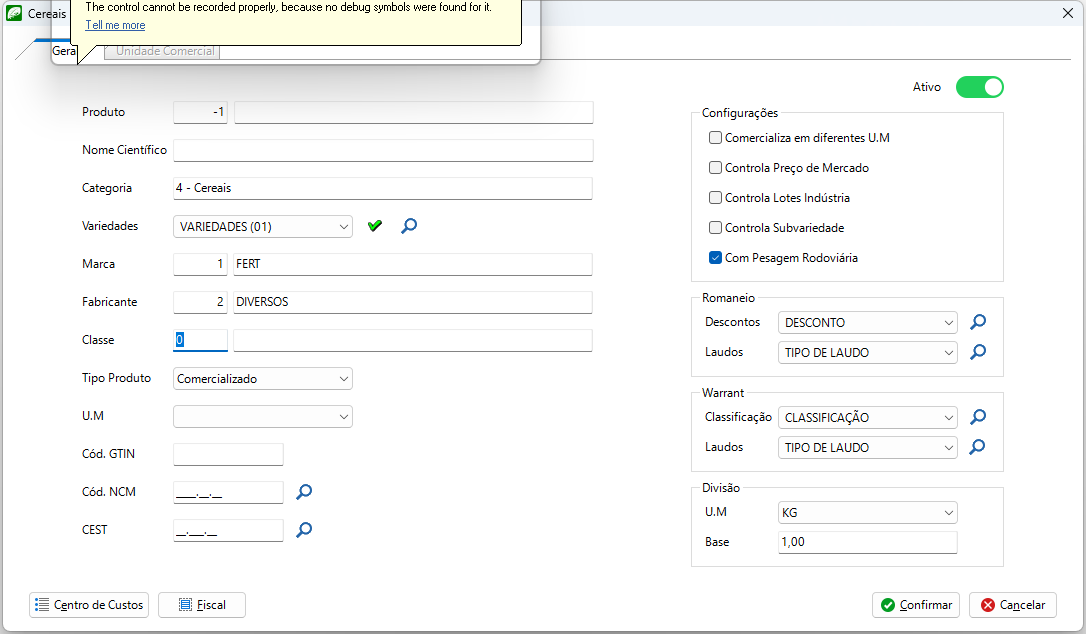 Cereais
The control cannot be recorded properly, because no debug symbols were found for it.
Tell me more
Gera
Unidade Comercial
Ativo
Produto -1
Nome Científico
Categoria 4 - Cereais
Variedades VARIEDADES (01)
Marca 1 FERT
Fabricante 2 DIVERSOS
Classe 0
Tipo Produto Comercializado
U.M
Cód. GTIN
Cód. NCM ____.__.__
CEST __.___.__
Configurações
Comercializa em diferentes U.M
Controla Preço de Mercado
Controla Lotes Indústria
Controla Subvariedade
Com Pesagem Rodoviária
Romaneio
Descontos DESCONTO
Laudos TIPO DE LAUDO
Warrant
Classificação CLASSIFICAÇÃO
Laudos TIPO DE LAUDO
Divisão
U.M KG
Base 1,00
Centro de Custos
Fiscal
Confirmar
Cancelar